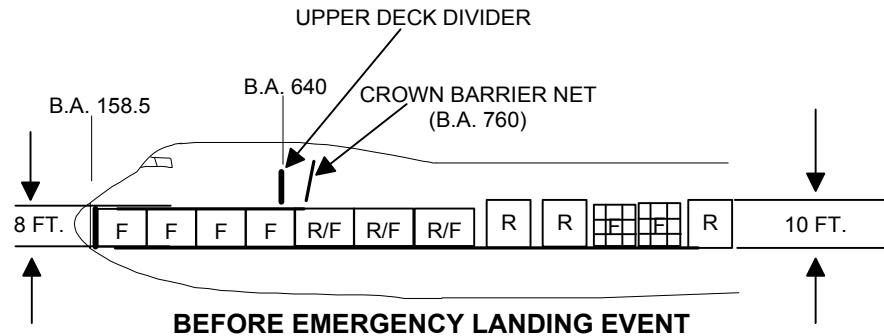 UPPER DECK DIVIDER
B.A. 640
CROWN BARRIER NET
(B.A. 760)
B.A. 158.5
8 FT.
F F F F R/F R/F R/F R R F F R
10 FT.
BEFORE EMERGENCY LANDING EVENT